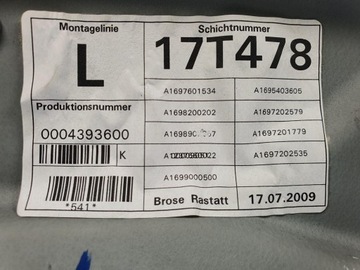 Montagelinie
Schichtnummer
L
17T478
Produktionsnummer
0004393600
K
*541*
A1697601534
A1695403605
A1698200202
A1697202579
A1697201779
A1697202535
A1699000500
Brose Rastatt
17.07.2009